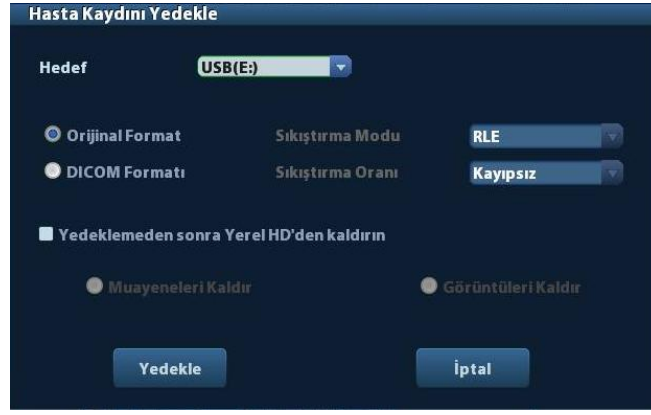 Hasta Kaydını Yedekle
Hedef USB(E:)
Orijinal Format Sıkıştırma Modu RLE
DICOM Formatı Sıkıştırma Oranı Kayıpsız
Yedeklemeden sonra Yerel HD'den kaldırın
Muayeneleri Kaldır Görüntüleri Kaldır
Yedekle İptal